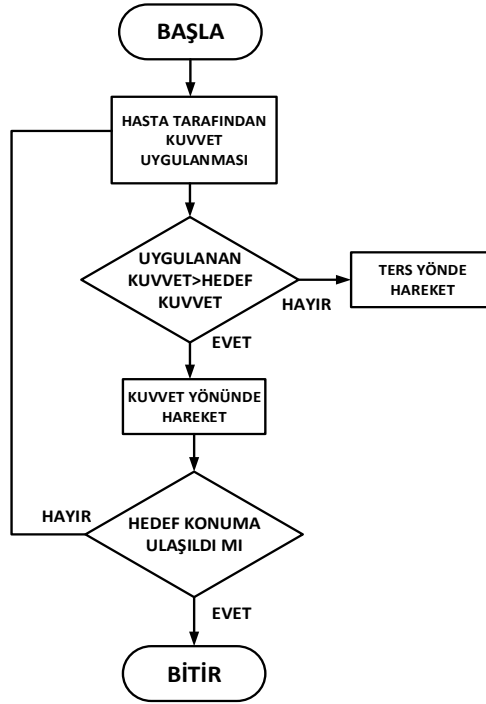 BAŞLA
HASTA TARAFINDAN
KUVVET
UYGULANMASI
UYGULANAN
KUVVET>HEDEF
KUVVET
HAYIR
TERS YÖNDE
HAREKET
EVET
KUVVET YÖNÜNDE
HAREKET
HAYIR
HEDEF KONUMA
ULAŞILDI MI
EVET
BİTİR